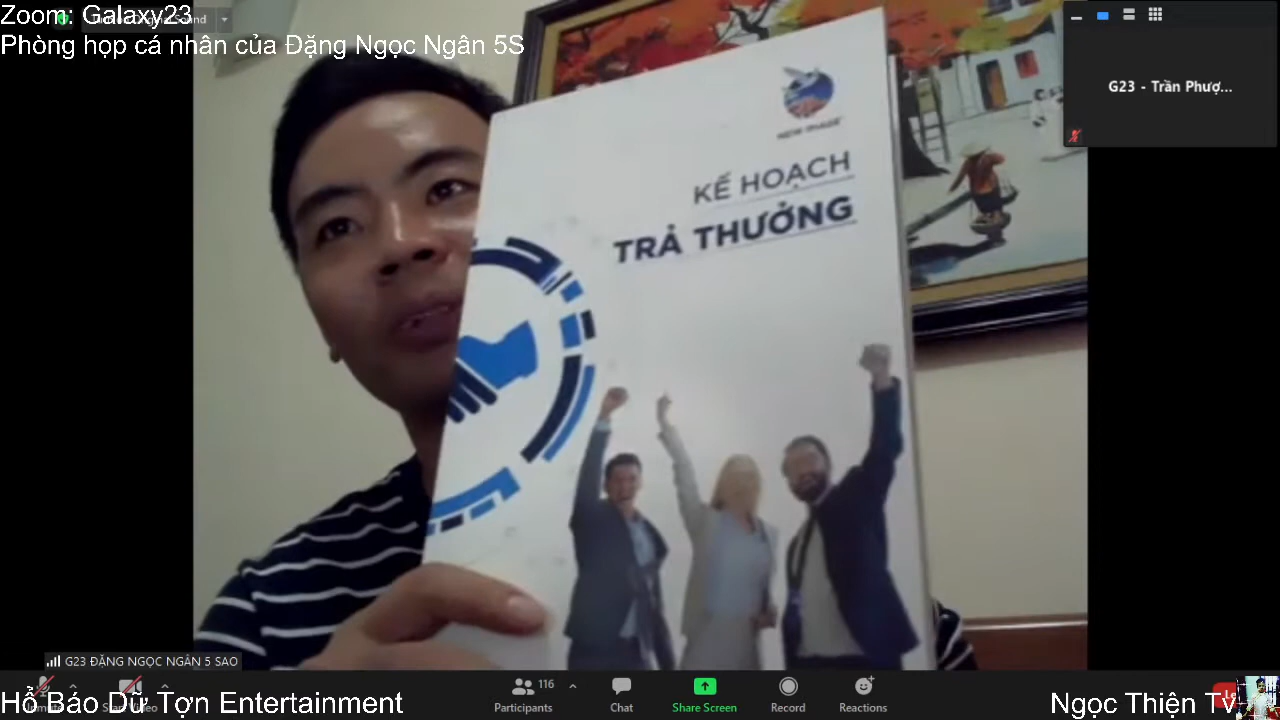 Zoom: Galaxy23
Phòng họp cá nhân của Đặng Ngọc Ngân 5S
G23 - Trần Phượ...
NEW IMAGE
KẾ HOẠCH
TRẢ THƯỞNG
G23 ĐẶNG NGỌC NGÂN 5 SAO
Hổ Báo Dữ Tợn Entertainment
116
Participants
Chat
Share Screen
Record
Reactions
Ngọc Thiện Tv